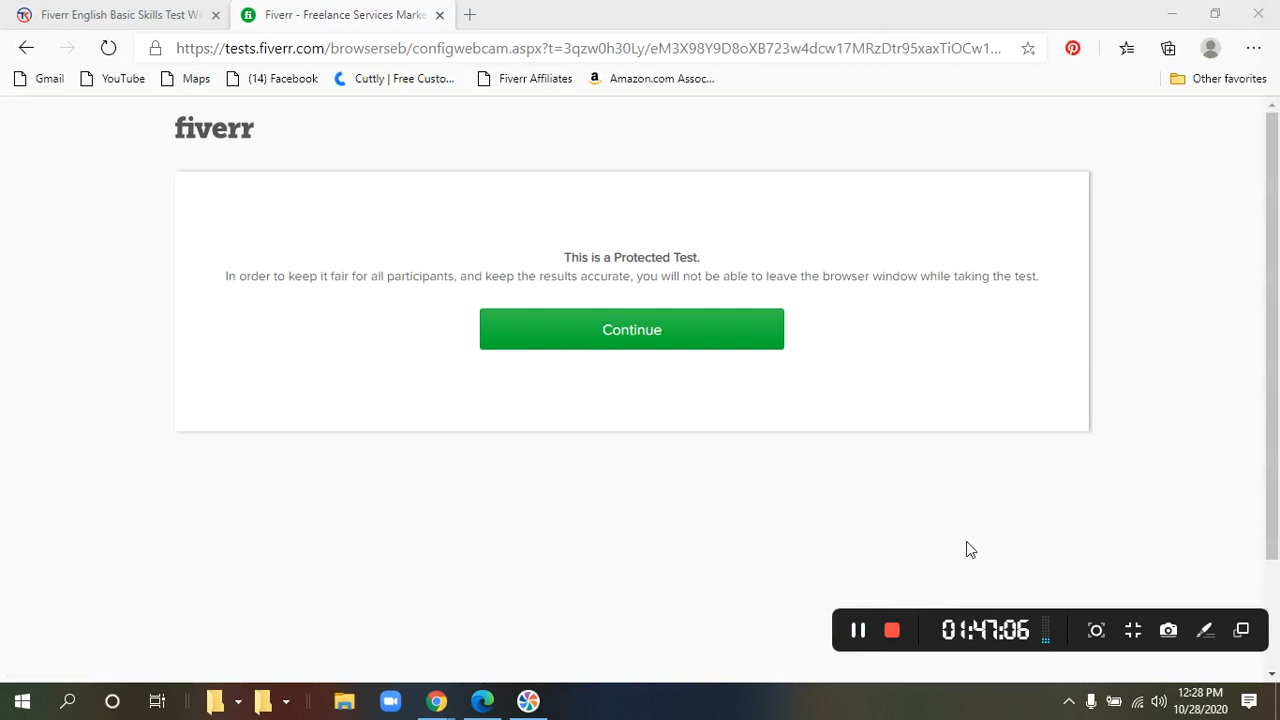 Fiverr English Basic Skills Test Wi
Fiverr - Freelance Services Marke
https://tests.fiverr.com/browserseb/configwebcam.aspx?t=3qzw0h30Ly/eM3X98Y9D8oXB723w4dcw17MRzDtr95xaxTiOCw1...
Gmail
YouTube
Maps
(14) Facebook
Cuttly | Free Custo...
Fiverr Affiliates
Amazon.com Assoc...
Other favorites
fiverr
This is a Protected Test.
In order to keep it fair for all participants, and keep the results accurate, you will not be able to leave the browser window while taking the test.
Continue
01:47:06
12:28 PM
10/28/2020